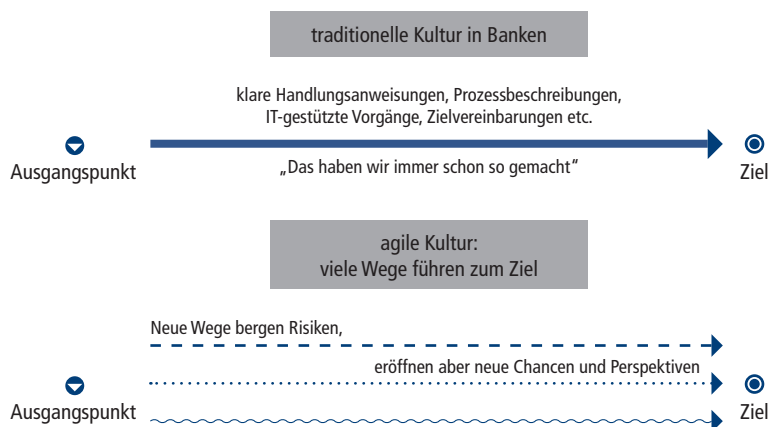 traditionelle Kultur in Banken
klare Handlungsanweisungen, Prozessbeschreibungen,
IT-gestützte Vorgänge, Zielvereinbarungen etc.
Ausgangspunkt
„Das haben wir immer schon so gemacht“
Ziel
agile Kultur:
viele Wege führen zum Ziel
Neue Wege bergen Risiken,
eröffnen aber neue Chancen und Perspektiven
Ausgangspunkt
Ziel